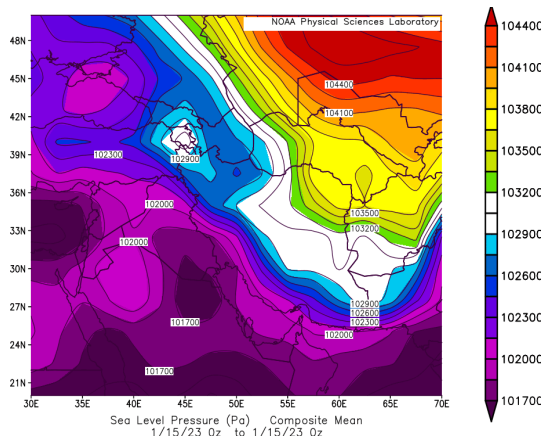 NOAA Physical Sciences Laboratory
48N
45N
42N
39N
36N
33N
30N
27N
24N
21N
104400
104100
102300
102900
102000
103500
103200
102000
102900
102600
102300
102000
101700
101700
30E 35E 40E 45E 50E 55E 60E 65E 70E
Sea Level Pressure (Pa) Composite Mean
1/15/23 0z to 1/15/23 0z
104400
104100
103800
103500
103200
102900
102600
102300
102000
101700